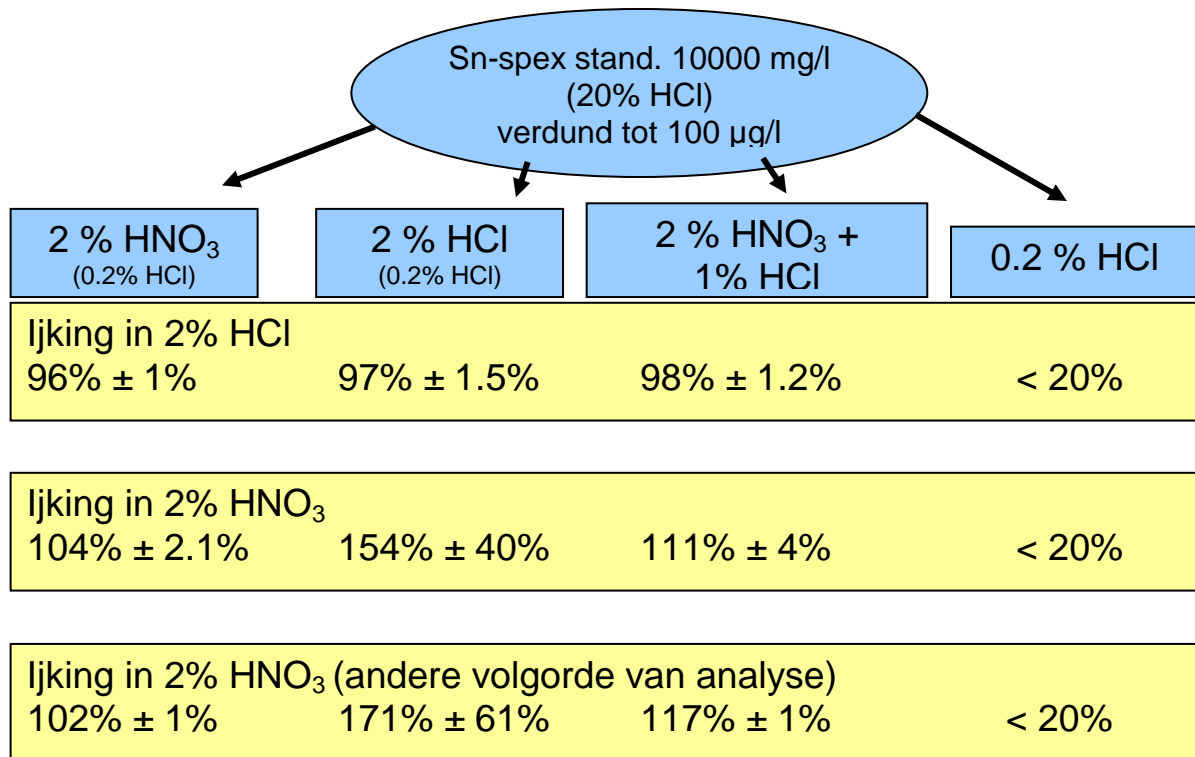 Sn-spex stand. 10000 mg/l
(20% HCl)
verdund tot 100 µg/l
2 % HNO₃
(0.2% HCl)
2 % HCl
(0.2% HCl)
2 % HNO₃ +
1% HCl
0.2 % HCl
Ijking in 2% HCl
96% ± 1% 97% ± 1.5% 98% ± 1.2% < 20%
Ijking in 2% HNO₃
104% ± 2.1% 154% ± 40% 111% ± 4% < 20%
Ijking in 2% HNO₃ (andere volgorde van analyse)
102% ± 1% 171% ± 61% 117% ± 1% < 20%